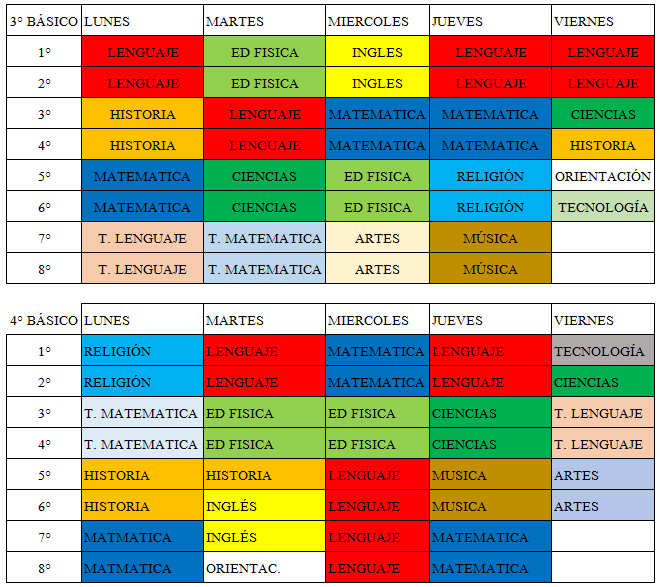 3° BÁSICO LUNES MARTES MIERCOLES JUEVES VIERNES
1° LENGUAJE ED FISICA INGLES LENGUAJE LENGUAJE
2° LENGUAJE ED FISICA INGLES LENGUAJE LENGUAJE
3° HISTORIA LENGUAJE MATEMATICA MATEMATICA CIENCIAS
4° HISTORIA LENGUAJE MATEMATICA MATEMATICA HISTORIA
5° MATEMATICA CIENCIAS ED FISICA RELIGIÓN ORIENTACIÓN
6° MATEMATICA CIENCIAS ED FISICA RELIGIÓN TECNOLOGÍA
7° T. LENGUAJE T. MATEMATICA ARTES MÚSICA
8° T. LENGUAJE T. MATEMATICA ARTES MÚSICA
4° BÁSICO LUNES MARTES MIERCOLES JUEVES VIERNES
1° RELIGIÓN LENGUAJE MATEMATICA LENGUAJE TECNOLOGÍA
2° RELIGIÓN LENGUAJE MATEMATICA LENGUAJE CIENCIAS
3° T. MATEMATICA ED FISICA ED FISICA CIENCIAS T. LENGUAJE
4° T. MATEMATICA ED FISICA ED FISICA CIENCIAS T. LENGUAJE
5° HISTORIA HISTORIA LENGUAJE MUSICA ARTES
6° HISTORIA INGLÉS LENGUAJE MUSICA ARTES
7° MATMATICA INGLÉS LENGUAJE MATEMATICA
8° MATMATICA ORIENTAC. LENGUAJE MATEMATICA